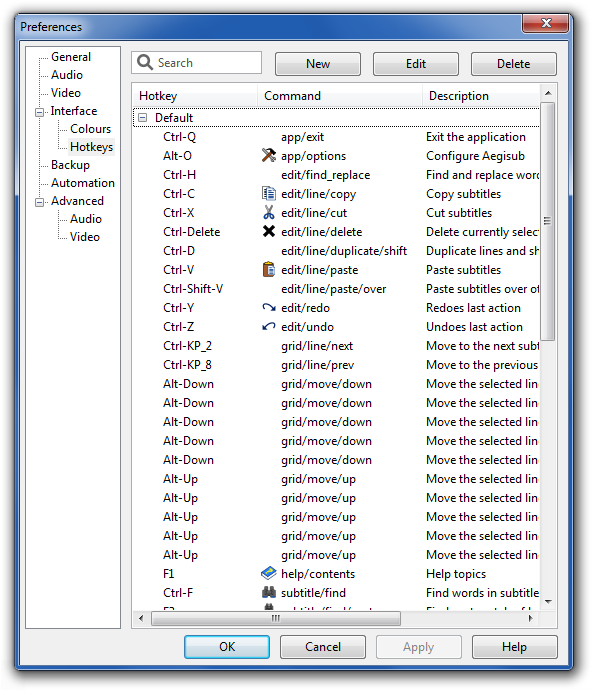 Preferences
General
Audio
Video
Interface
Colours
Hotkeys
Backup
Automation
Advanced
Audio
Video
Search
New
Edit
Delete
Hotkey Command Description
Default
Ctrl-Q app/exit Exit the application
Alt-O app/options Configure Aegisub
Ctrl-H edit/find_replace Find and replace word
Ctrl-C edit/line/copy Copy subtitles
Ctrl-X edit/line/cut Cut subtitles
Ctrl-Delete edit/line/delete Delete currently selec
Ctrl-D edit/line/duplicate/shift Duplicate lines and sh
Ctrl-V edit/line/paste Paste subtitles
Ctrl-Shift-V edit/line/paste/over Paste subtitles over ot
Ctrl-Y edit/redo Redoes last action
Ctrl-Z edit/undo Undoes last action
Ctrl-KP_2 grid/line/next Move to the next subt
Ctrl-KP_8 grid/line/prev Move to the previous
Alt-Down grid/move/down Move the selected lin
Alt-Down grid/move/down Move the selected lin
Alt-Down grid/move/down Move the selected lin
Alt-Down grid/move/down Move the selected lin
Alt-Down grid/move/down Move the selected lin
Alt-Up grid/move/up Move the selected lin
Alt-Up grid/move/up Move the selected lin
Alt-Up grid/move/up Move the selected lin
Alt-Up grid/move/up Move the selected lin
Alt-Up grid/move/up Move the selected lin
F1 help/contents Help topics
Ctrl-F subtitle/find Find words in subtitle
OK
Cancel
Apply
Help